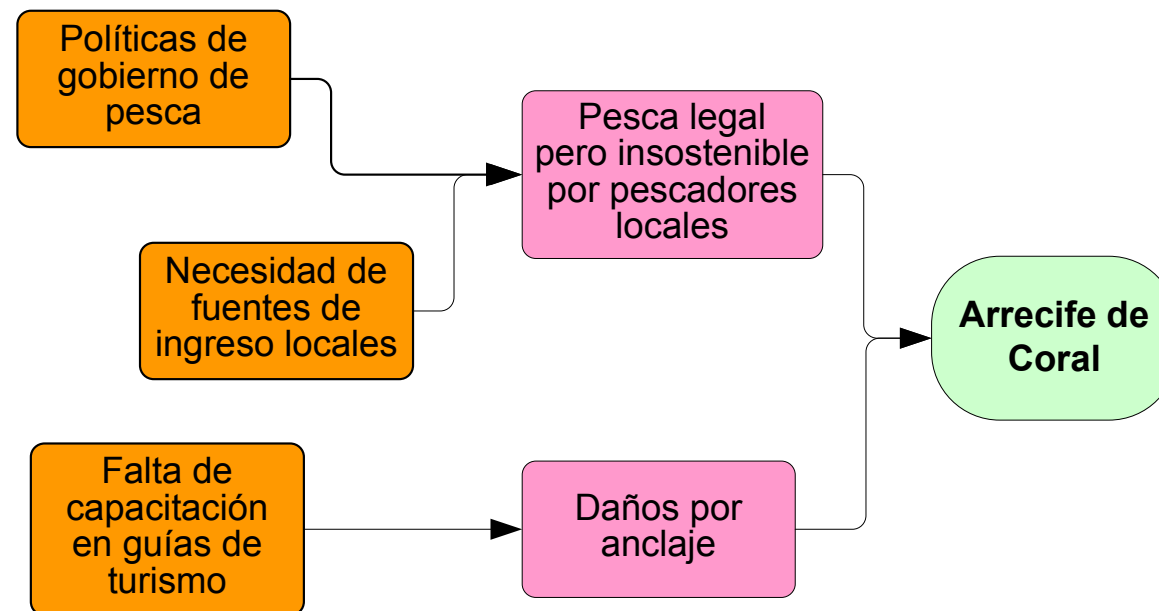 Políticas de
gobierno de
pesca
Pesca legal
pero insostenible
por pescadores
locales
Necesidad de
fuentes de
ingreso locales
Arrecife de
Coral
Falta de
capacitación
en guías de
turismo
Daños por
anclaje